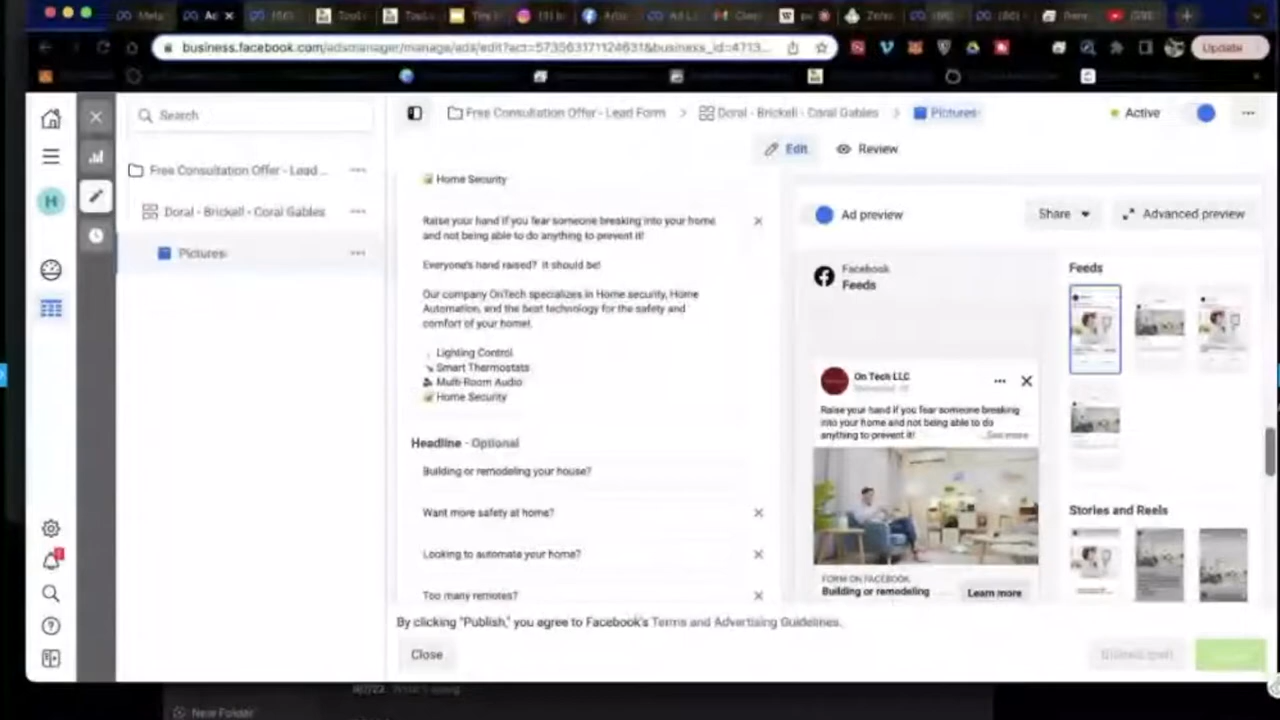 business.facebook.com/adsmanager/manage/ads/edit?act=573563171124631&business_id=4713...
Update
Search
Free Consultation Offer - Lead ...
Doral - Brickell - Coral Gables
Pictures
H
Free Consultation Offer - Lead Form > Doral - Brickell - Coral Gables > Pictures
Active
Edit
Review
Home Security
Raise your hand if you fear someone breaking into your home
and not being able to do anything to prevent it!
Everyone's hand raised? It should be!
Our company OnTech specializes in Home security, Home
Automation, and the best technology for the safety and
comfort of your home!.
Lighting Control
Smart Thermostats
Multi-Room Audio
Home Security
Headline · Optional
Building or remodeling your house?
Want more safety at home?
Looking to automate your home?
Too many remotes?
Ad preview
Share
Advanced preview
Facebook
Feeds
On Tech LLC
Raise your hand if you fear someone breaking
into your home and not being able to do
anything to prevent it! ...See more
FORM ON FACEBOOK
Building or remodeling
Learn more
Feeds
Stories and Reels
By clicking "Publish," you agree to Facebook's Terms and Advertising Guidelines.
Close
New Folder